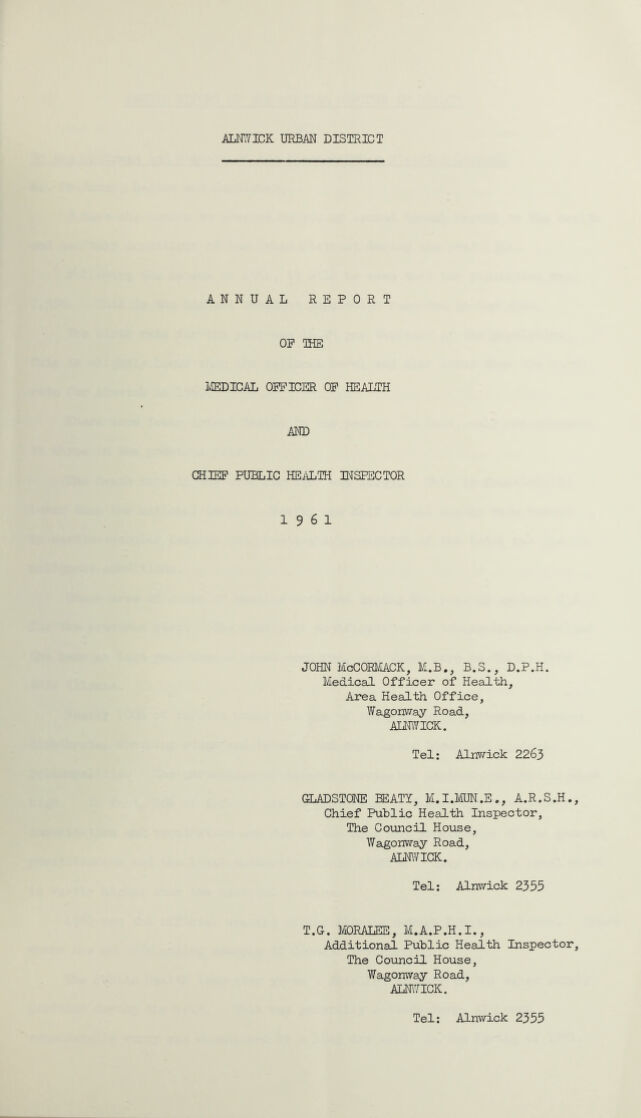 ALNWICK URBAN DISTRICT
ANNUAL REPORT
OF THE
MEDICAL OFFICER OF HEALTH
AND
CHIEF PUBLIC HEALTH INSPECTOR
1961
JOHN McCORMACK, M.B., B.S., D.P.H.
Medical Officer of Health,
Area Health Office,
Wagonway Road,
ALNWICK.
Tel: Alnwick 2263
GLADSTONE BEATY, M.I.MUN.E., A.R.S.H.,
Chief Public Health Inspector,
The Council House,
Wagonway Road,
ALNWICK.
Tel: Alnwick 2355
T.G. MORALEE, M.A.P.H.I.,
Additional Public Health Inspector,
The Council House,
Wagonway Road,
ALNWICK.
Tel: Alnwick 2355